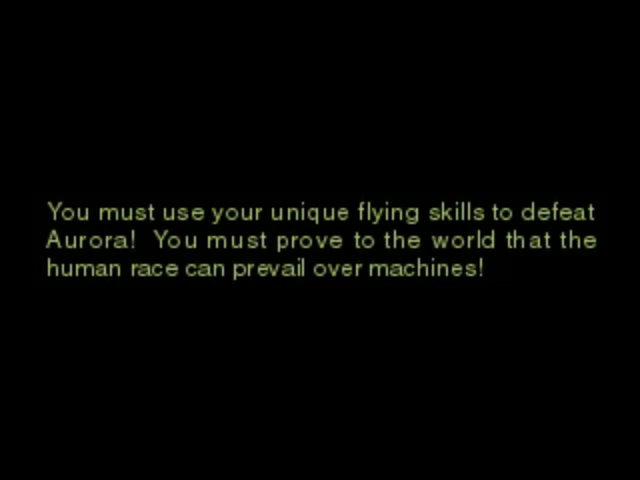 You must use your unique flying skills to defeat
Aurora!  You must prove to the world that the
human race can prevail over machines!